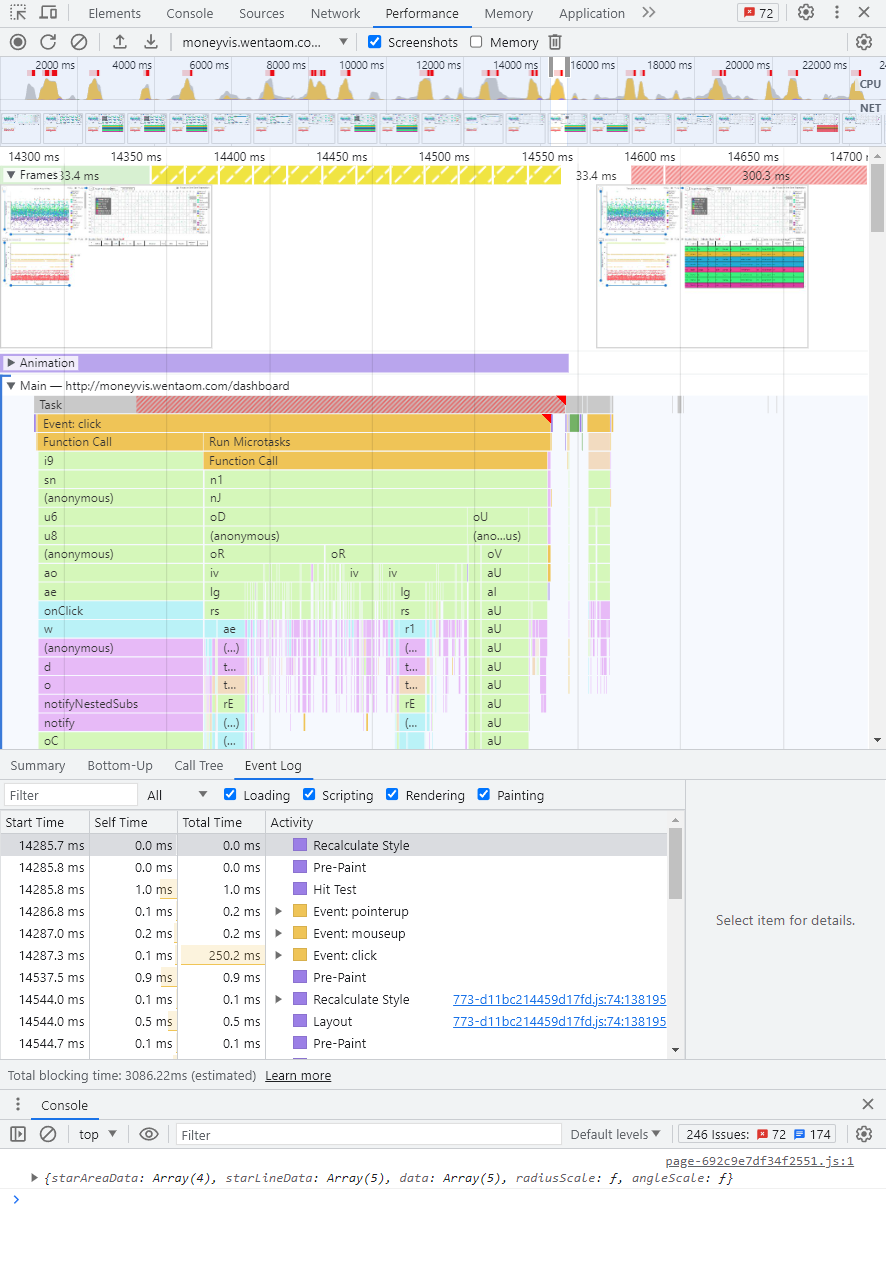 Elements Console Sources Network Performance Memory Application 72
moneyvis.wentaom.co... Screenshots Memory
2000 ms 4000 ms 6000 ms 8000 ms 10000 ms 12000 ms 14000 ms 16000 ms 18000 ms 20000 ms 22000 ms
CPU
NET
14300 ms 14350 ms 14400 ms 14450 ms 14500 ms 14550 ms 14600 ms 14650 ms 14700
Frames 33.4 ms 33.4 ms 300.3 ms
Animation
Main — http://moneyvis.wentaom.com/dashboard
Task
Event: click
Function Call Run Microtasks
i9 Function Call
sn n1
(anonymous) nJ
u6 oD oU
u8 (anonymous) (ano...us)
(anonymous) oR oR oV
ao iv iv iv aU
ae lg lg al
onClick rs rs aU
w ae r1 aU
(anonymous) (...) (... aU
d t... t... aU
o t... t... aU
notifyNestedSubs rE rE aU
notify (...) (... aU
oC (... (... aU
Summary Bottom-Up Call Tree Event Log
Filter All Loading Scripting Rendering Painting
Start Time Self Time Total Time Activity
14285.7 ms 0.0 ms 0.0 ms Recalculate Style
14285.8 ms 0.0 ms 0.0 ms Pre-Paint
14285.8 ms 1.0 ms 1.0 ms Hit Test
14286.8 ms 0.1 ms 0.2 ms Event: pointerup
Select item for details.
14287.0 ms 0.2 ms 0.2 ms Event: mouseup
14287.3 ms 0.1 ms 250.2 ms Event: click
14537.5 ms 0.9 ms 0.9 ms Pre-Paint
14544.0 ms 0.1 ms 0.1 ms Recalculate Style 773-d11bc214459d17fd.js:74:138195
14544.0 ms 0.5 ms 0.5 ms Layout 773-d11bc214459d17fd.js:74:138195
14544.7 ms 0.1 ms 0.1 ms Pre-Paint
Total blocking time: 3086.22ms (estimated) Learn more
Console
top Filter Default levels 246 Issues: 72 174
page-692c9e7df34f2551.js:1
{starAreaData: Array(4), starLineData: Array(5), data: Array(5), radiusScale: ƒ, angleScale: ƒ}